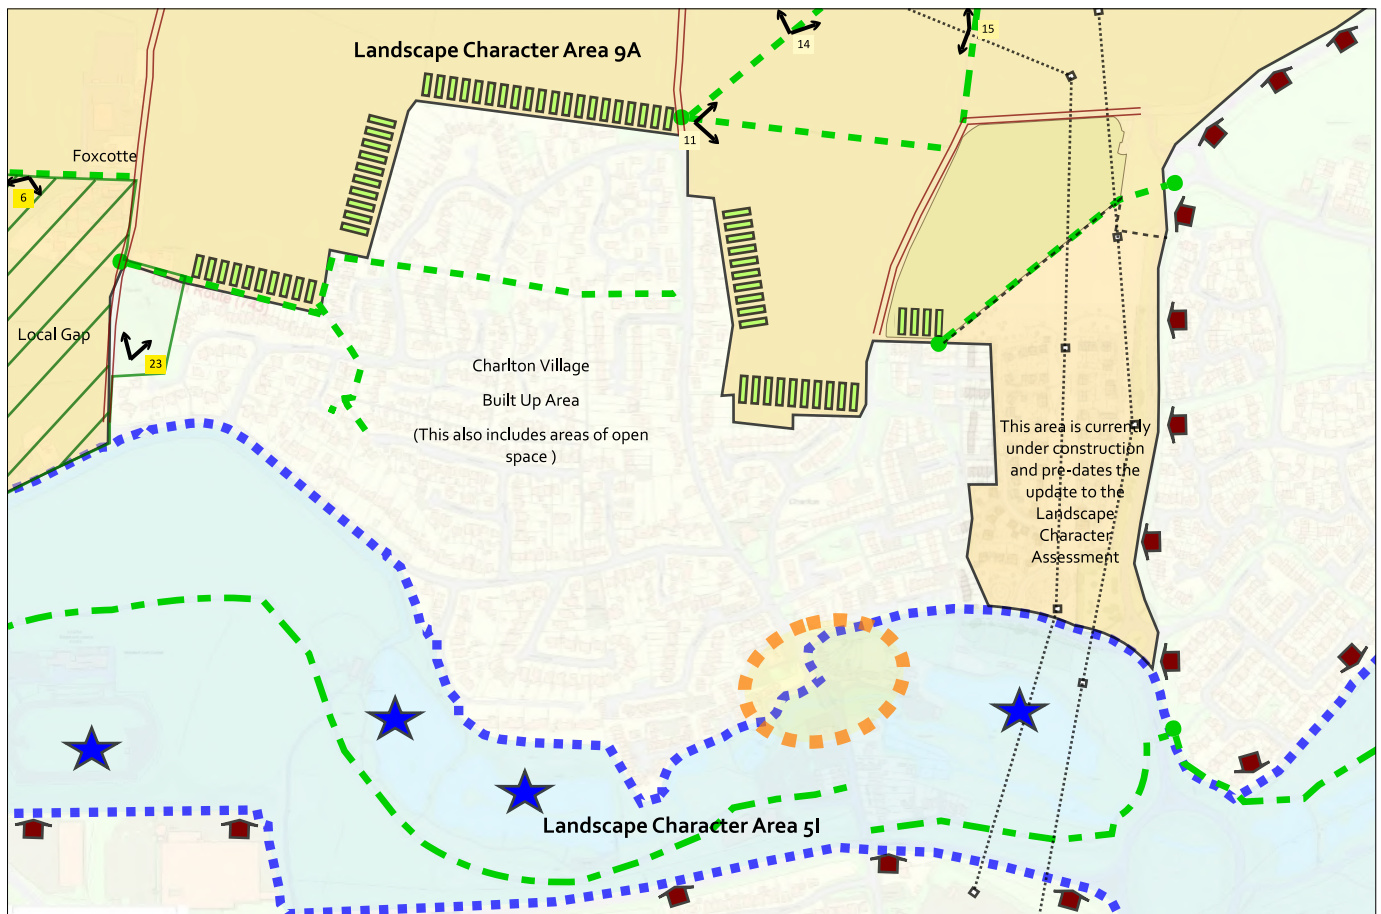 Landscape Character Area 9A
14
15
11
Foxcotte
6
Local Gap
23
Charlton Village
Built Up Area
(This also includes areas of open
space )
This area is currently
under construction
and pre-dates the
update to the
Landscape
Character
Assessment
Charlton
Landscape Character Area 5I